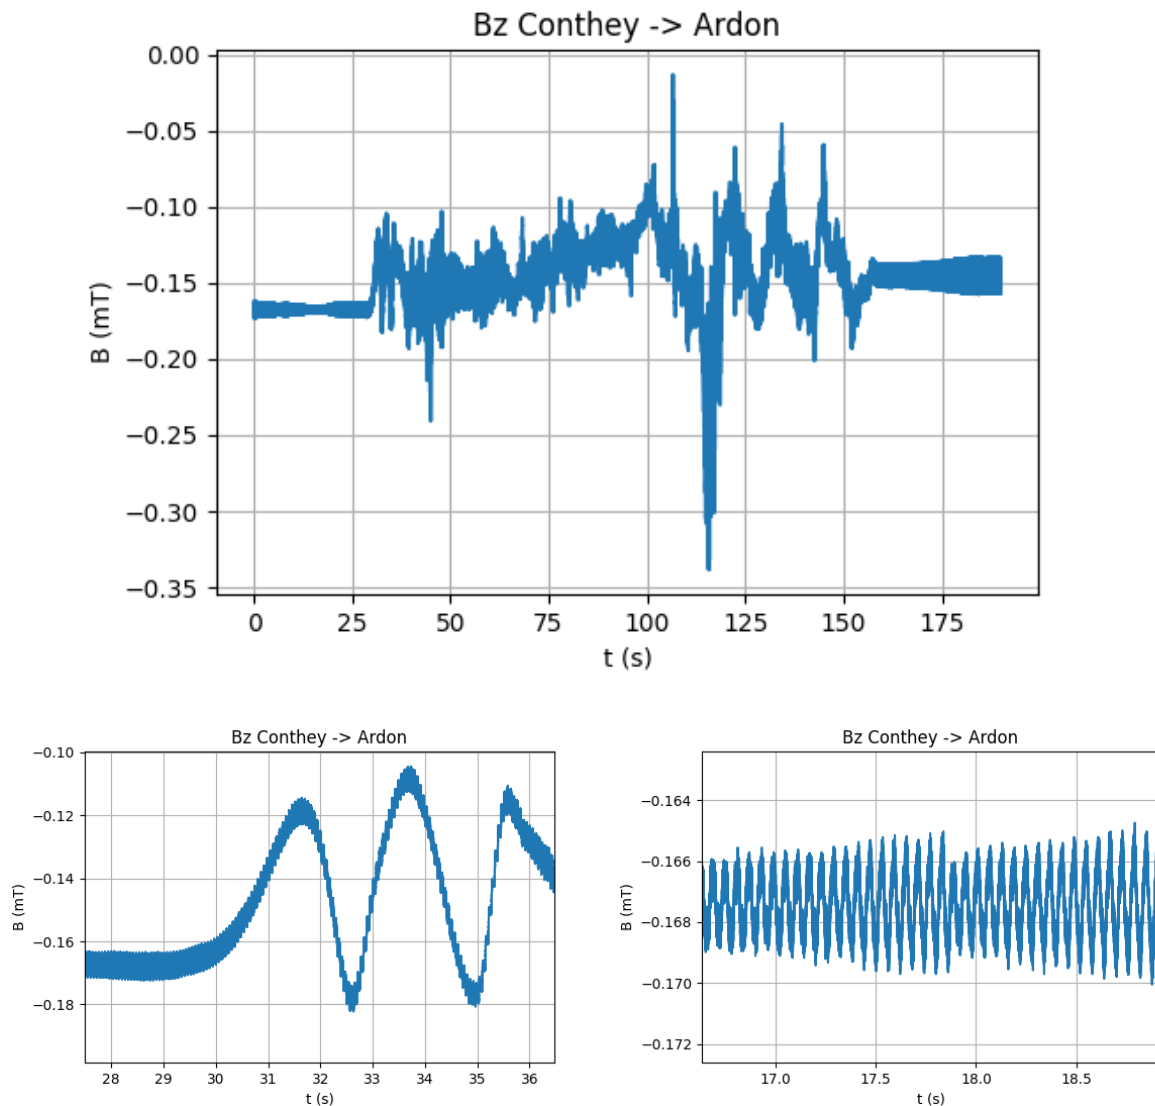 Bz Conthey -> Ardon
0.00
−0.05
−0.10
−0.15
−0.20
−0.25
−0.30
−0.35
B (mT)
0 25 50 75 100 125 150 175
t (s)
Bz Conthey -> Ardon
−0.10
−0.12
−0.14
−0.16
−0.18
B (mT)
28 29 30 31 32 33 34 35 36
t (s)
Bz Conthey -> Ardon
−0.164
−0.166
−0.168
−0.170
−0.172
B (mT)
17.0 17.5 18.0 18.5
t (s)